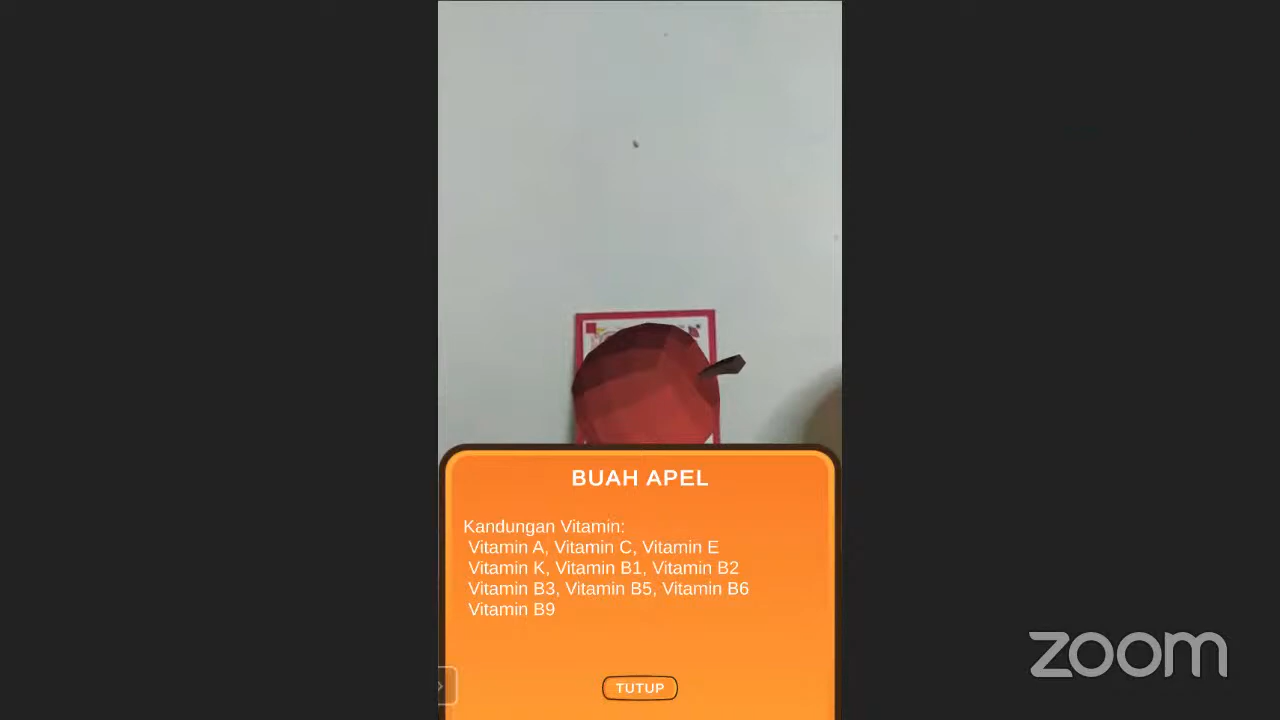 BUAH APEL
Kandungan Vitamin:
Vitamin A, Vitamin C, Vitamin E
Vitamin K, Vitamin B1, Vitamin B2
Vitamin B3, Vitamin B5, Vitamin B6
Vitamin B9
TUTUP
zoom